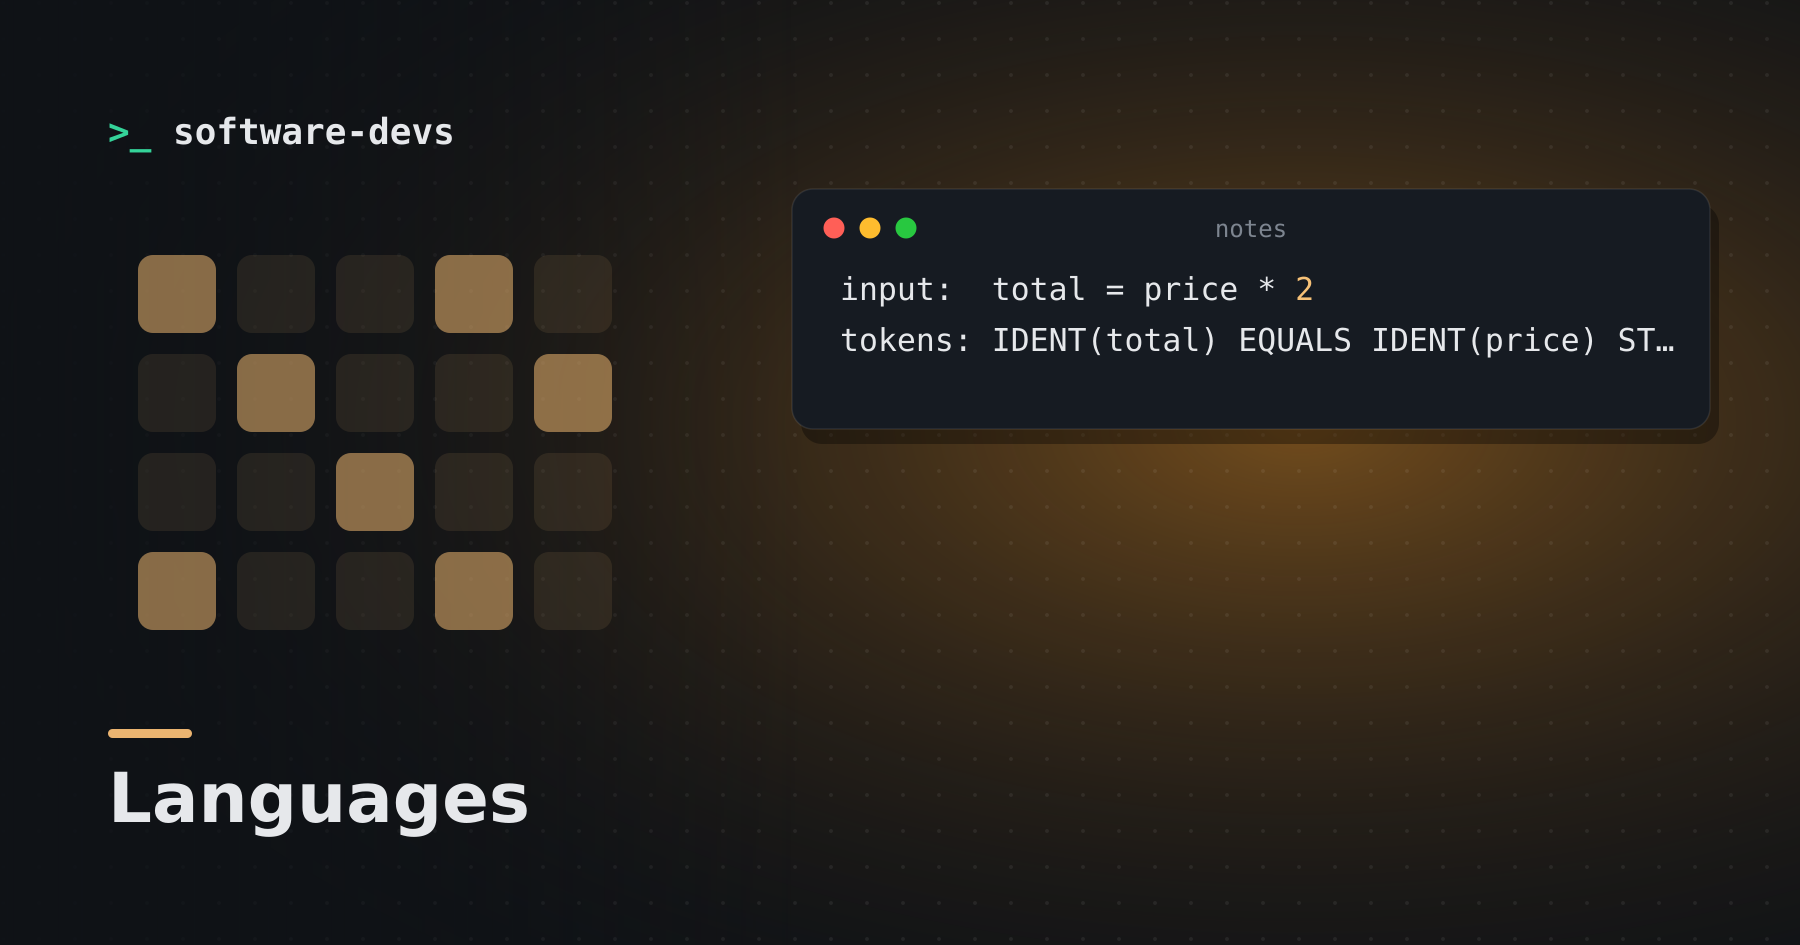 >_ software-devs
notes
input:  total = price * 2
tokens: IDENT(total) EQUALS IDENT(price) ST…
Languages